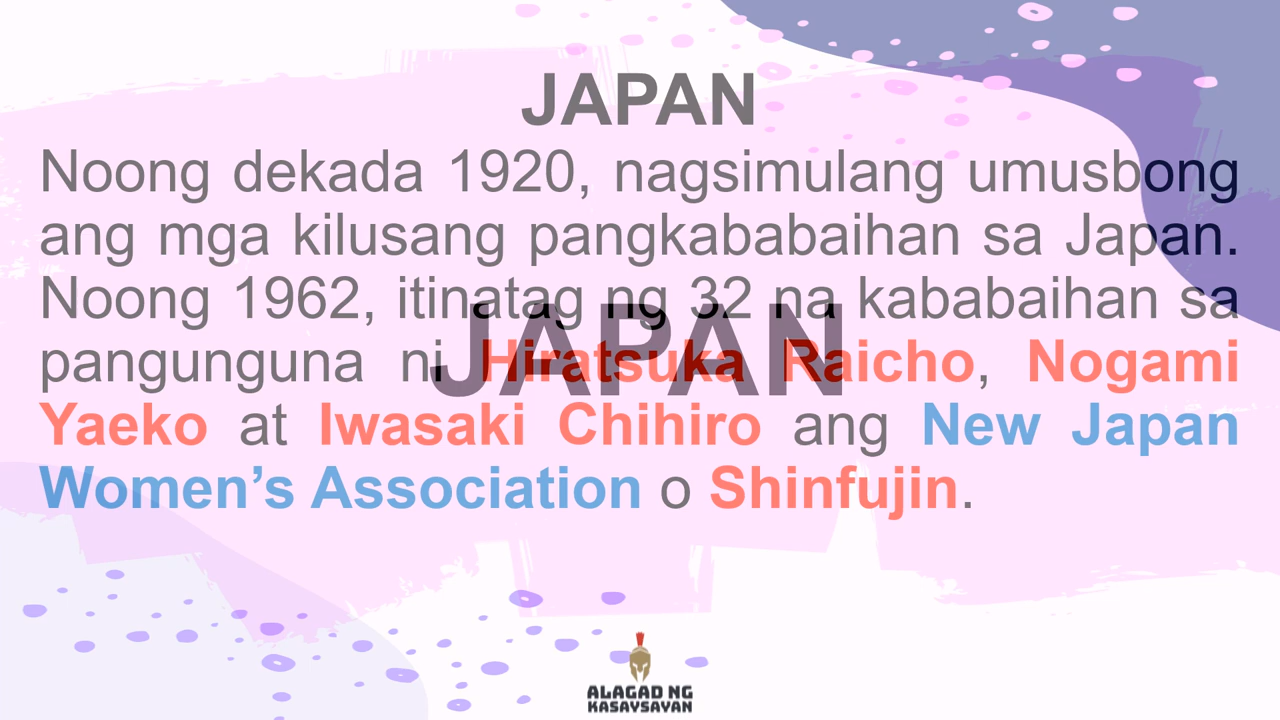 JAPAN
Noong dekada 1920, nagsimulang umusbong
ang mga kilusang pangkababaihan sa Japan.
Noong 1962, itinatag ng 32 na kababaihan sa
JAPAN
pangunguna ni Hiratsuka Raicho, Nogami
Yaeko at Iwasaki Chihiro ang New Japan
Women’s Association o Shinfujin.
ALAGAD NG
KASAYSAYAN